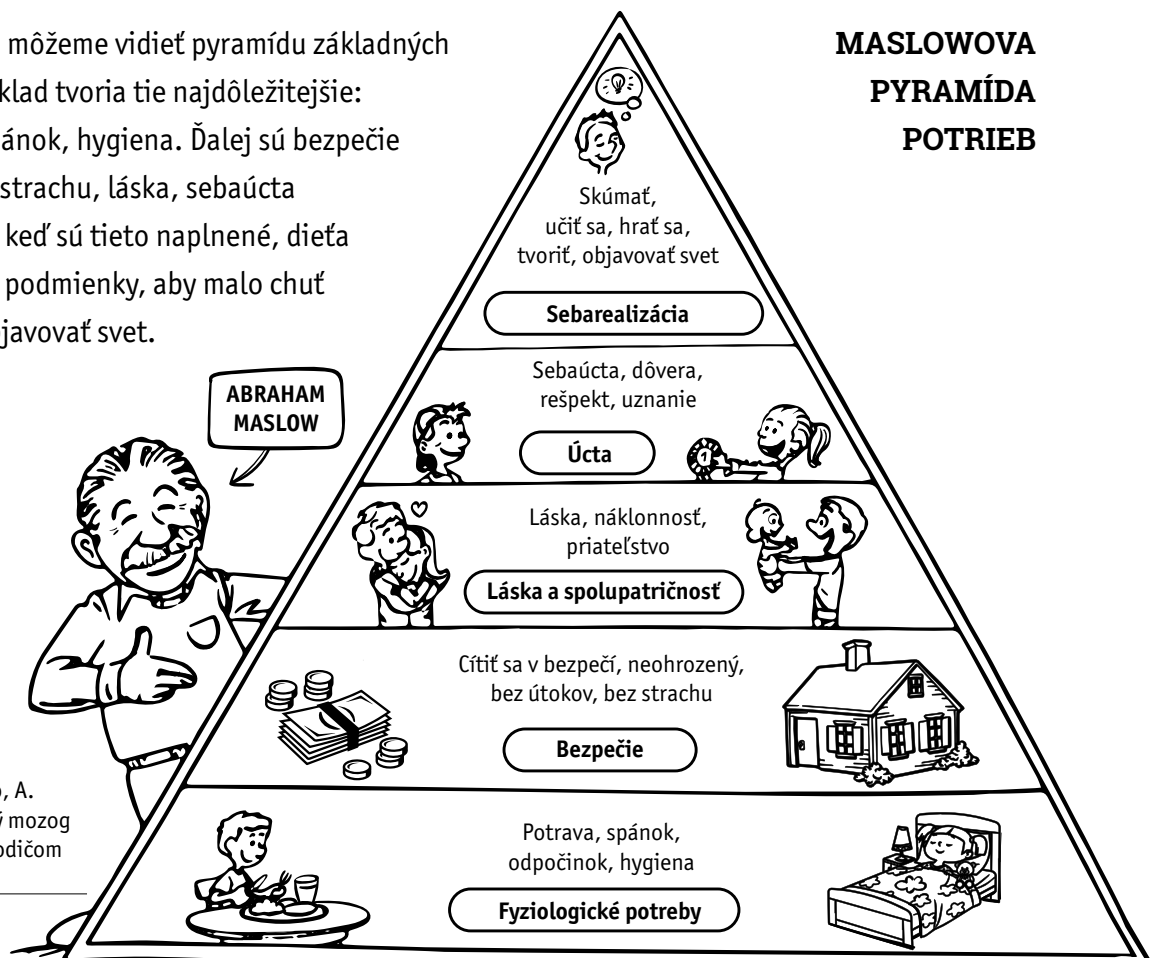 môžeme vidieť pyramídu základných
klad tvoria tie najdôležitejšie:
ánok, hygiena. Ďalej sú bezpečie
strachu, láska, sebaúcta
keď sú tieto naplnené, dieťa
podmienky, aby malo chuť
javovať svet.
MASLOWOVA
PYRAMÍDA
POTRIEB
ABRAHAM
MASLOW
Skúmať,
učiť sa, hrať sa,
tvoriť, objavovať svet
Sebarealizácia
Sebaúcta, dôvera,
rešpekt, uznanie
Úcta
1
Láska, náklonnosť,
priateľstvo
Láska a spolupatričnosť
Cítiť sa v bezpečí, neohrozený,
bez útokov, bez strachu
Bezpečie
Potrava, spánok,
odpočinok, hygiena
Fyziologické potreby
, A.
mozog
odičom